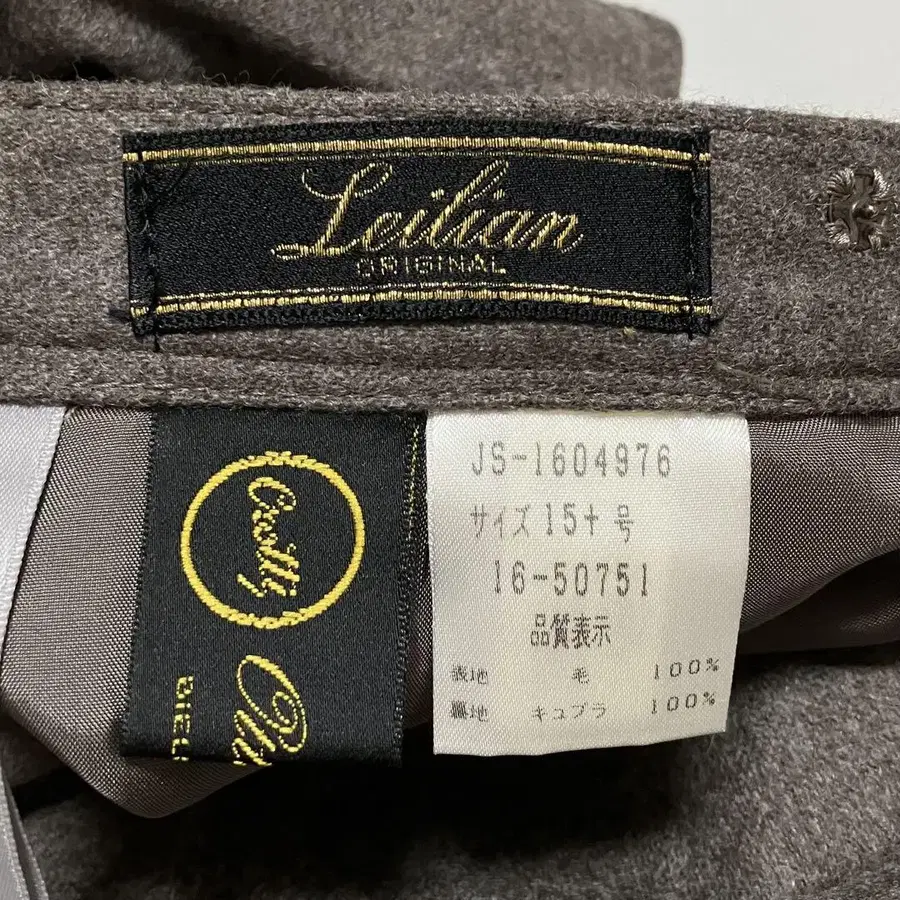 Leilian
ORIGINAL
Crotti
JS-1604976
サイズ 15+ 号
16-50751
品質表示
表地 毛 100%
裏地 キュプラ 100%